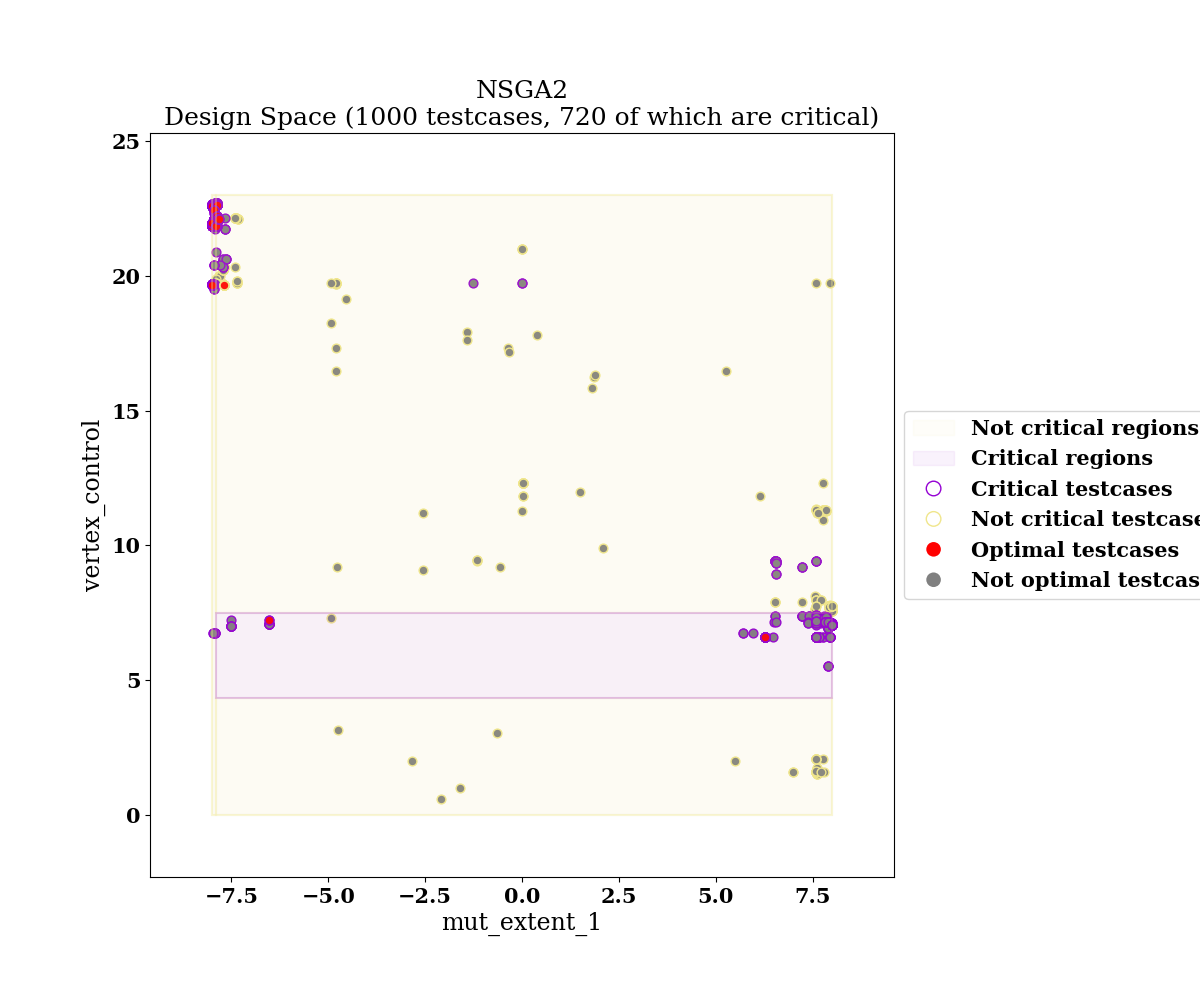 NSGA2
Design Space (1000 testcases, 720 of which are critical)
25
20
15
10
5
0
vertex_control
−7.5 −5.0 −2.5 0.0 2.5 5.0 7.5
mut_extent_1
Not critical regions
Critical regions
Critical testcases
Not critical testcase
Optimal testcases
Not optimal testcas